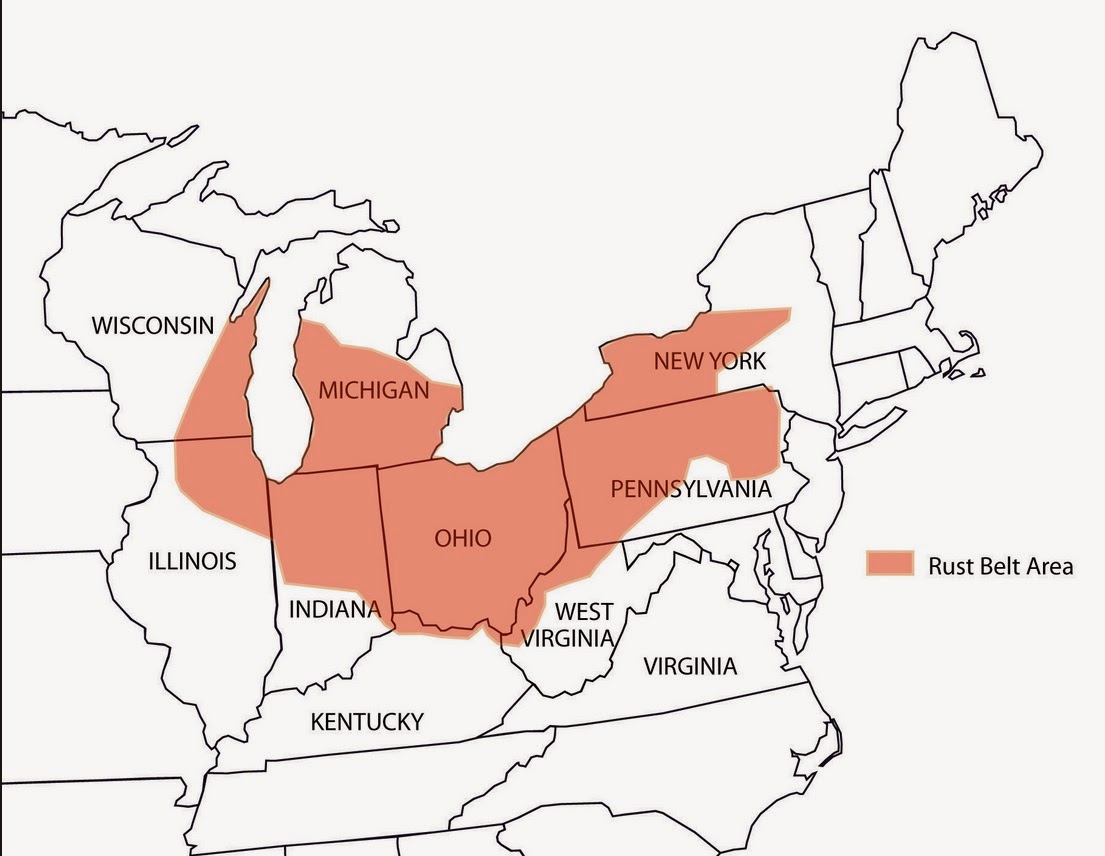 WISCONSIN
MICHIGAN
NEW YORK
PENNSYLVANIA
OHIO
ILLINOIS
INDIANA
WEST
VIRGINIA
VIRGINIA
KENTUCKY
Rust Belt Area